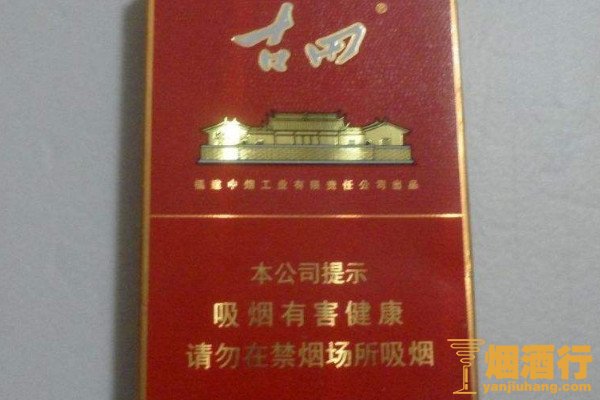 古田®
福建中烟工业有限责任公司出品
本公司提示
吸烟有害健康
请勿在禁烟场所吸烟
烟酒行
yanjiuhang.com